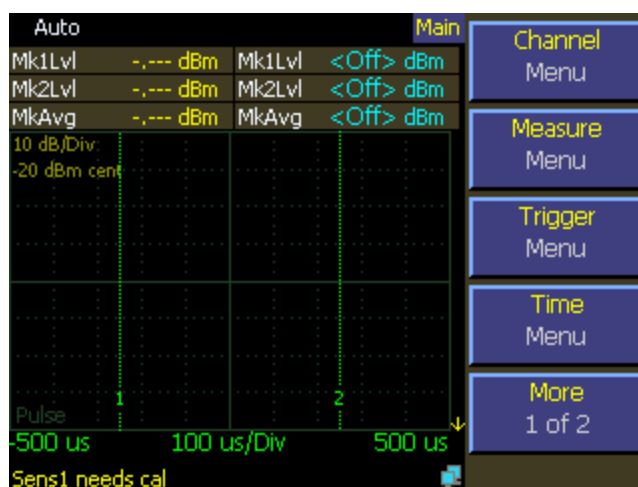 Auto Main
Mk1Lvl -.--- dBm Mk1Lvl <Off> dBm
Mk2Lvl -.--- dBm Mk2Lvl <Off> dBm
MkAvg -.--- dBm MkAvg <Off> dBm
10 dB/Div:
-20 dBm cent
1 2
Pulse
-500 us 100 us/Div 500 us
Sens1 needs cal
Channel
Menu
Measure
Menu
Trigger
Menu
Time
Menu
More
1 of 2